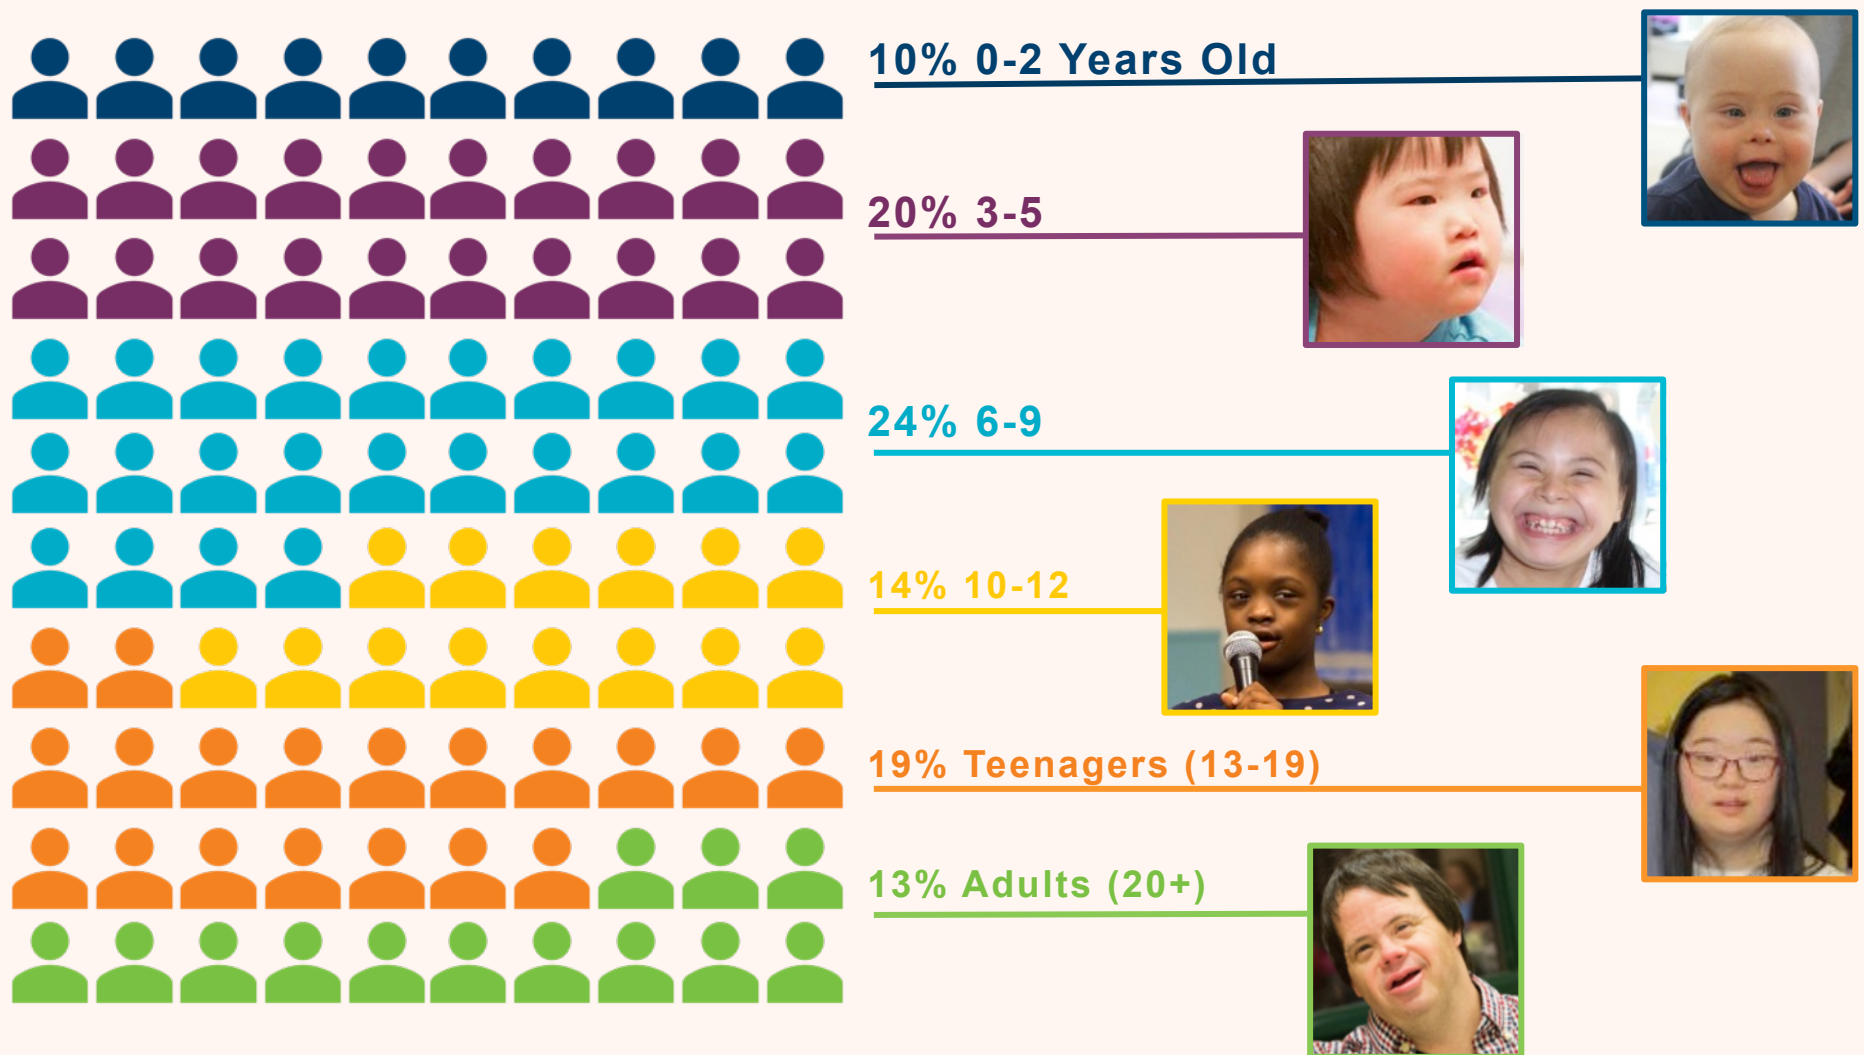 10% 0-2 Years Old
20% 3-5
24% 6-9
14% 10-12
19% Teenagers (13-19)
13% Adults (20+)